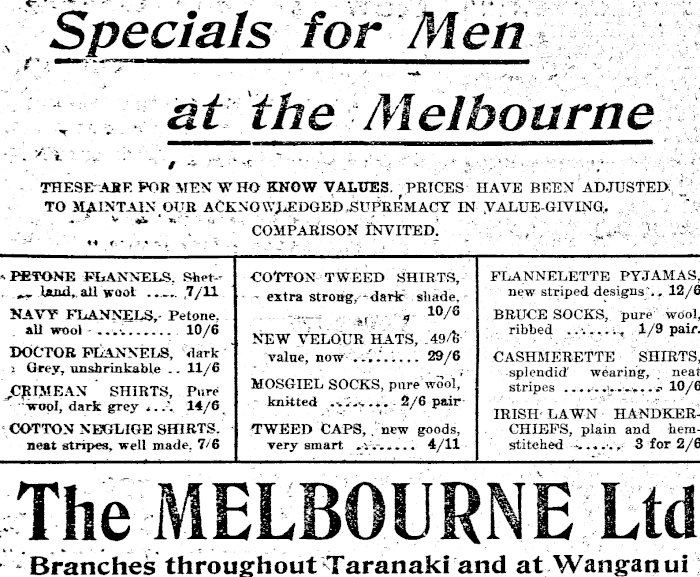 Specials for Men
at the Melbourne
THESE ARE FOR MEN WHO KNOW VALUES. PRICES HAVE BEEN ADJUSTED
TO MAINTAIN OUR ACKNOWLEDGED SUPREMACY IN VALUE-GIVING.
COMPARISON INVITED.
PETONE FLANNELS, Shet-
land, all wool ..... 7/11
NAVY FLANNELS, Petone,
all wool ........... 10/6
DOCTOR FLANNELS, dark
Grey, unshrinkable .. 11/6
CRIMEAN SHIRTS, Pure
wool, dark grey .... 14/6
COTTON NEGLIGE SHIRTS.
neat stripes, well made, 7/6
COTTON TWEED SHIRTS,
extra strong, dark shade,
10/6
NEW VELOUR HATS, 49/6
value, now ......... 29/6
MOSGIEL SOCKS, pure wool,
knitted ......... 2/6 pair
TWEED CAPS, new goods,
very smart ........ 4/11
FLANNELETTE PYJAMAS,
new striped designs .. 12/6
BRUCE SOCKS, pure wool,
ribbed ........ 1/9 pair.
CASHMERETTE SHIRTS,
splendid wearing, neat
stripes ............. 10/6
IRISH LAWN HANDKER-
CHIEFS, plain and hem-
stitched ...... 3 for 2/6
The MELBOURNE Ltd
Branches throughout Taranaki and at Wanganui